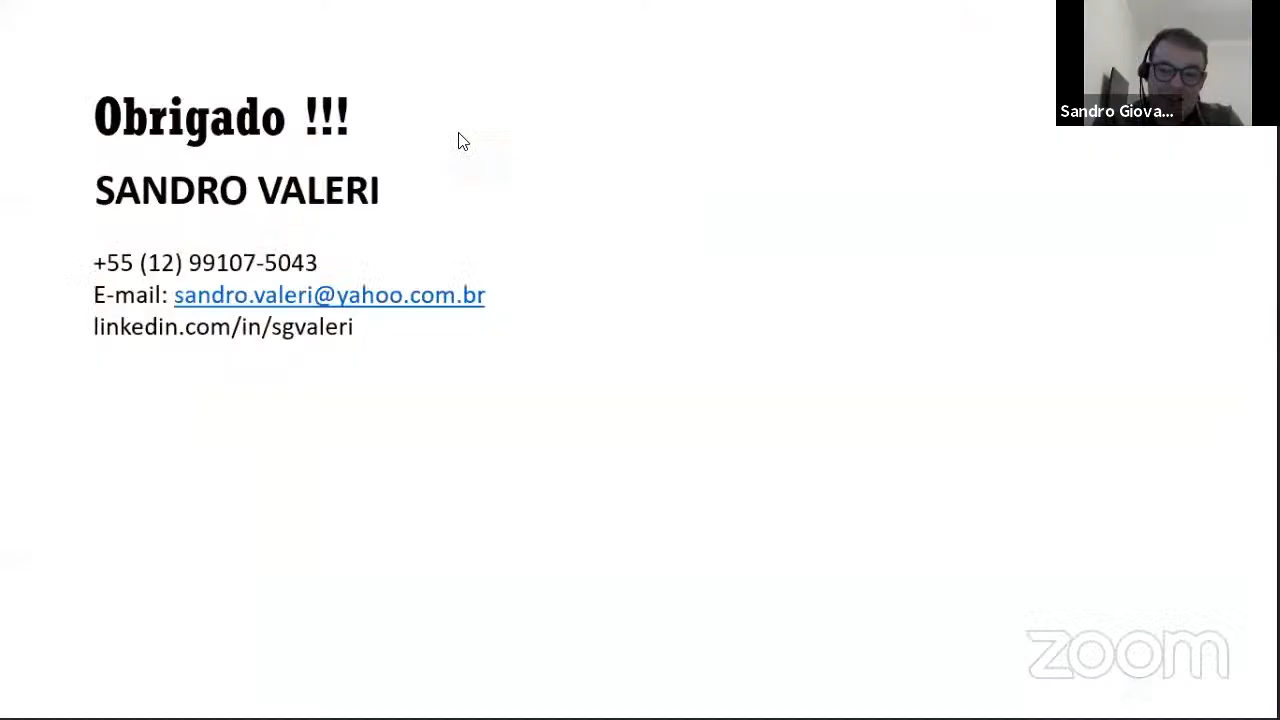 Obrigado !!!
SANDRO VALERI
+55 (12) 99107-5043
E-mail: sandro.valeri@yahoo.com.br
linkedin.com/in/sgvaleri
Sandro Giova...
zoom